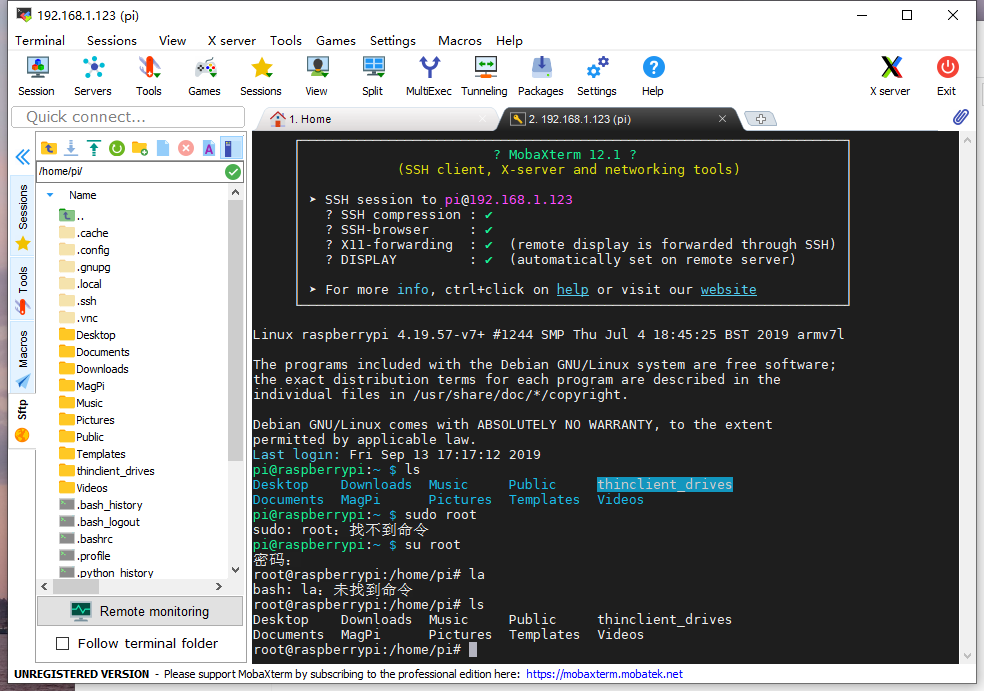 192.168.1.123 (pi)
Terminal Sessions View X server Tools Games Settings Macros Help
Session Servers Tools Games Sessions View Split MultiExec Tunneling Packages Settings Help X server Exit
Quick connect...
1. Home
2. 192.168.1.123 (pi)
Sessions
Tools
Macros
Sftp
/home/pi/
Name
..
.cache
.config
.gnupg
.local
.ssh
.vnc
Desktop
Documents
Downloads
MagPi
Music
Pictures
Public
Templates
thinclient_drives
Videos
.bash_history
.bash_logout
.bashrc
.profile
.python_history
Remote monitoring
Follow terminal folder
? MobaXterm 12.1 ?
(SSH client, X-server and networking tools)
➤ SSH session to pi@192.168.1.123
? SSH compression : ✔
? SSH-browser : ✔
? X11-forwarding : ✔ (remote display is forwarded through SSH)
? DISPLAY : ✔ (automatically set on remote server)
➤ For more info, ctrl+click on help or visit our website
Linux raspberrypi 4.19.57-v7+ #1244 SMP Thu Jul 4 18:45:25 BST 2019 armv7l
The programs included with the Debian GNU/Linux system are free software;
the exact distribution terms for each program are described in the
individual files in /usr/share/doc/*/copyright.
Debian GNU/Linux comes with ABSOLUTELY NO WARRANTY, to the extent
permitted by applicable law.
Last login: Fri Sep 13 17:17:12 2019
pi@raspberrypi:~ $ ls
Desktop Downloads Music Public thinclient_drives
Documents MagPi Pictures Templates Videos
pi@raspberrypi:~ $ sudo root
sudo: root：找不到命令
pi@raspberrypi:~ $ su root
密码：
root@raspberrypi:/home/pi# la
bash: la：未找到命令
root@raspberrypi:/home/pi# ls
Desktop Downloads Music Public thinclient_drives
Documents MagPi Pictures Templates Videos
root@raspberrypi:/home/pi#
UNREGISTERED VERSION - Please support MobaXterm by subscribing to the professional edition here: https://mobaxterm.mobatek.net